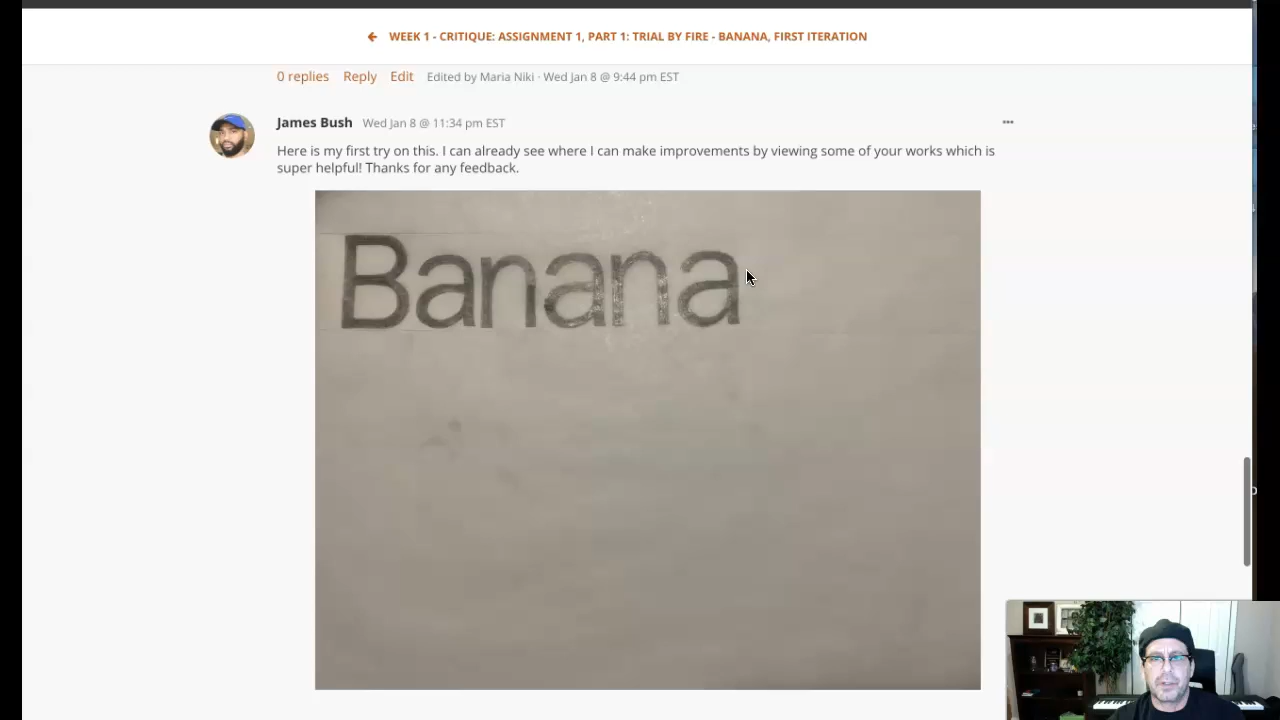 WEEK 1 - CRITIQUE: ASSIGNMENT 1, PART 1: TRIAL BY FIRE - BANANA, FIRST ITERATION
0 replies Reply Edit Edited by Maria Niki · Wed Jan 8 @ 9:44 pm EST
James Bush Wed Jan 8 @ 11:34 pm EST
Here is my first try on this. I can already see where I can make improvements by viewing some of your works which is
super helpful! Thanks for any feedback.
Banana